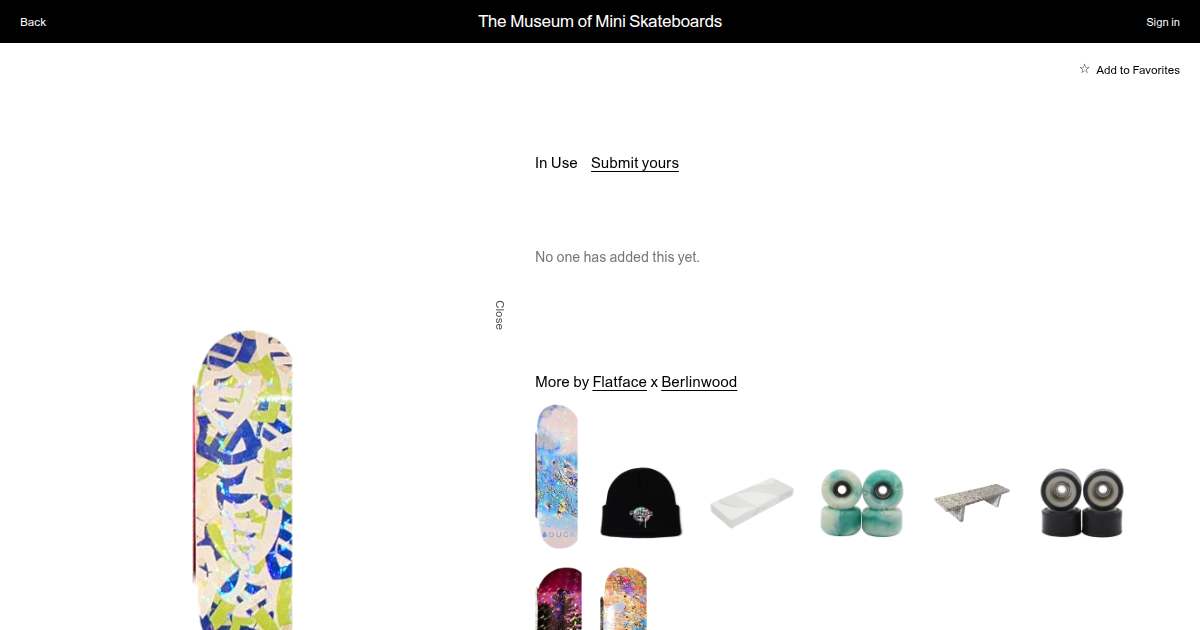 Back
The Museum of Mini Skateboards
Sign in
☆ Add to Favorites
In Use Submit yours
No one has added this yet.
Close
More by Flatface x Berlinwood